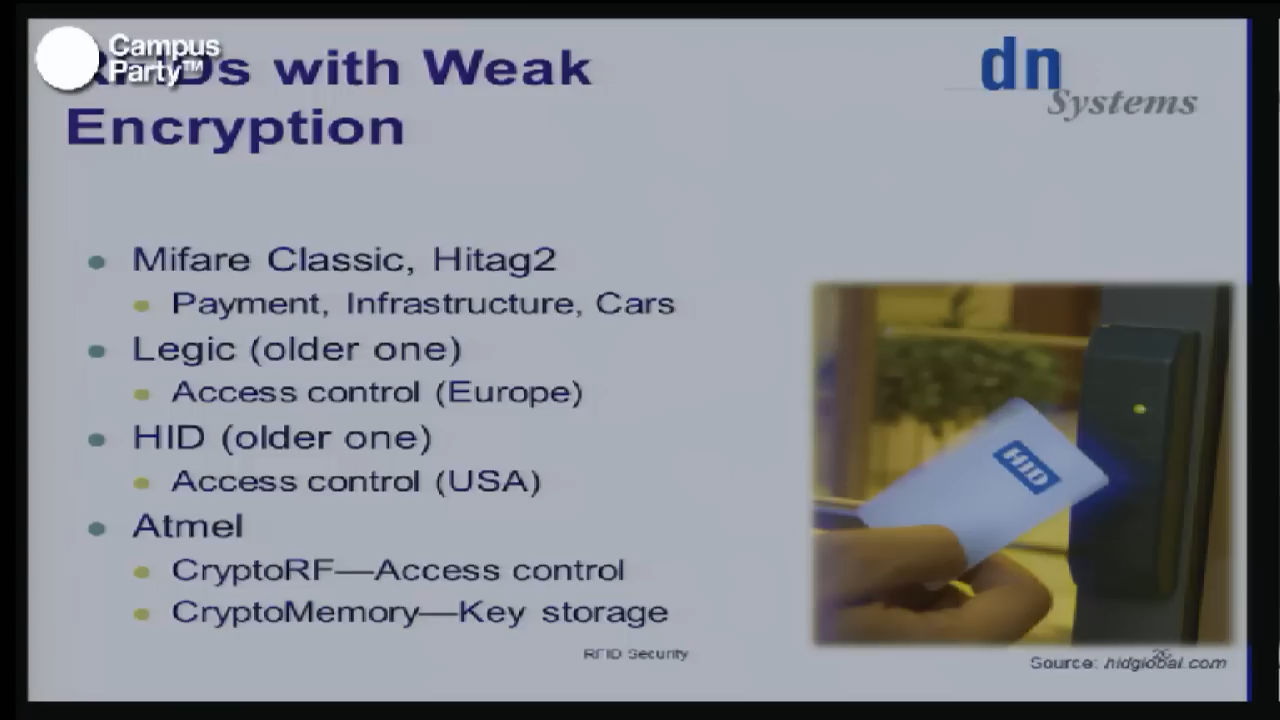 Campus
Party™
RFIDs with Weak
Encryption
dn
Systems
Mifare Classic, Hitag2
Payment, Infrastructure, Cars
Legic (older one)
Access control (Europe)
HID (older one)
Access control (USA)
Atmel
CryptoRF—Access control
CryptoMemory—Key storage
HID
RFID Security
Source: hidglobal.com